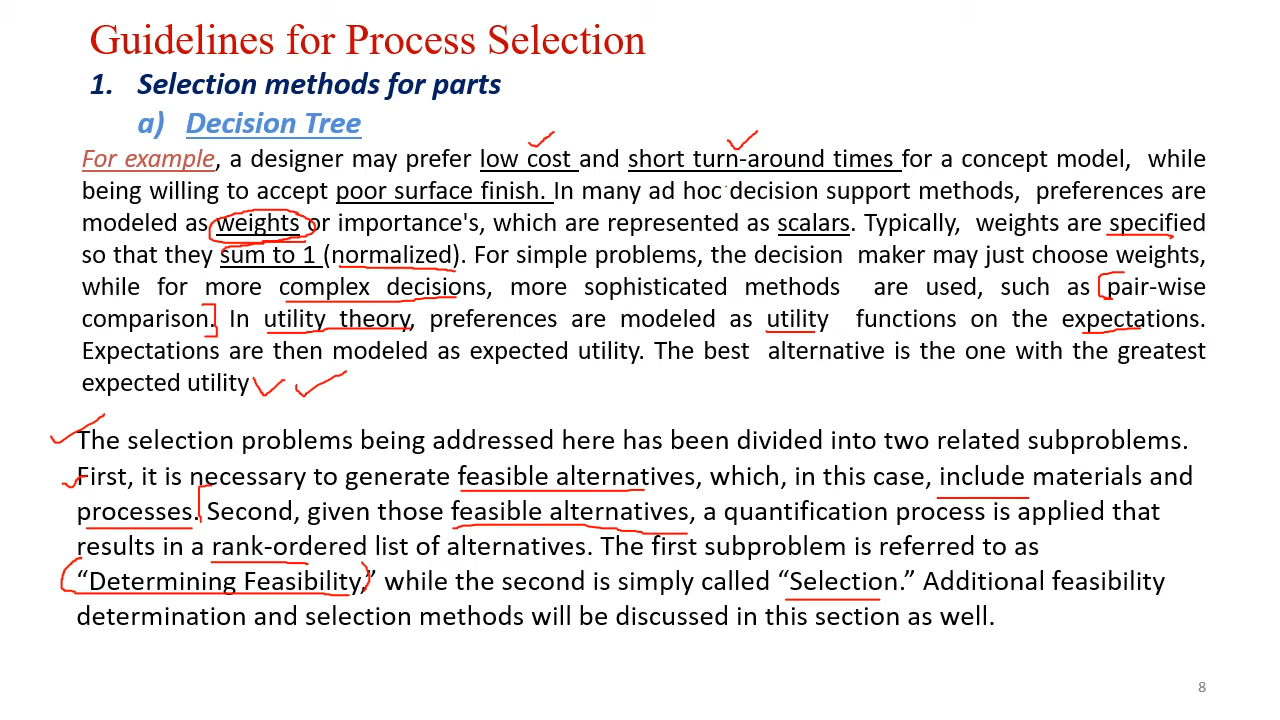 Guidelines for Process Selection
1. Selection methods for parts
a) Decision Tree
For example, a designer may prefer low cost and short turn-around times for a concept model, while
being willing to accept poor surface finish. In many ad hoc decision support methods, preferences are
modeled as weights or importance's, which are represented as scalars. Typically, weights are specified
so that they sum to 1 (normalized). For simple problems, the decision maker may just choose weights,
while for more complex decisions, more sophisticated methods are used, such as pair-wise
comparison. In utility theory, preferences are modeled as utility functions on the expectations.
Expectations are then modeled as expected utility. The best alternative is the one with the greatest
expected utility
The selection problems being addressed here has been divided into two related subproblems.
First, it is necessary to generate feasible alternatives, which, in this case, include materials and
processes. Second, given those feasible alternatives, a quantification process is applied that
results in a rank-ordered list of alternatives. The first subproblem is referred to as
“Determining Feasibility,” while the second is simply called “Selection.” Additional feasibility
determination and selection methods will be discussed in this section as well.
8